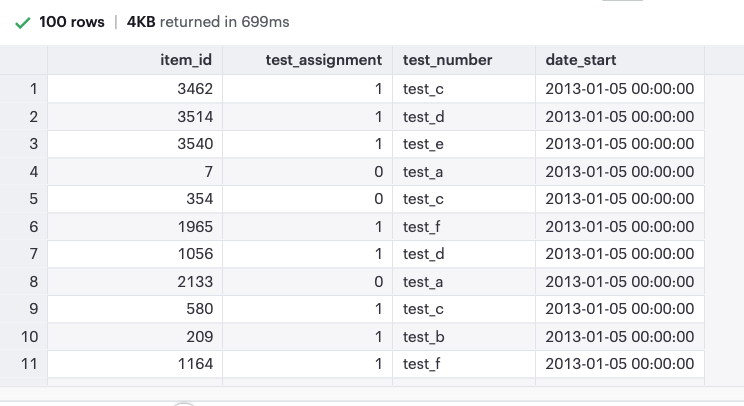 100 rows | 4KB returned in 699ms
item_id test_assignment test_number date_start
1 3462 1 test_c 2013-01-05 00:00:00
2 3514 1 test_d 2013-01-05 00:00:00
3 3540 1 test_e 2013-01-05 00:00:00
4 7 0 test_a 2013-01-05 00:00:00
5 354 0 test_c 2013-01-05 00:00:00
6 1965 1 test_f 2013-01-05 00:00:00
7 1056 1 test_d 2013-01-05 00:00:00
8 2133 0 test_a 2013-01-05 00:00:00
9 580 1 test_c 2013-01-05 00:00:00
10 209 1 test_b 2013-01-05 00:00:00
11 1164 1 test_f 2013-01-05 00:00:00